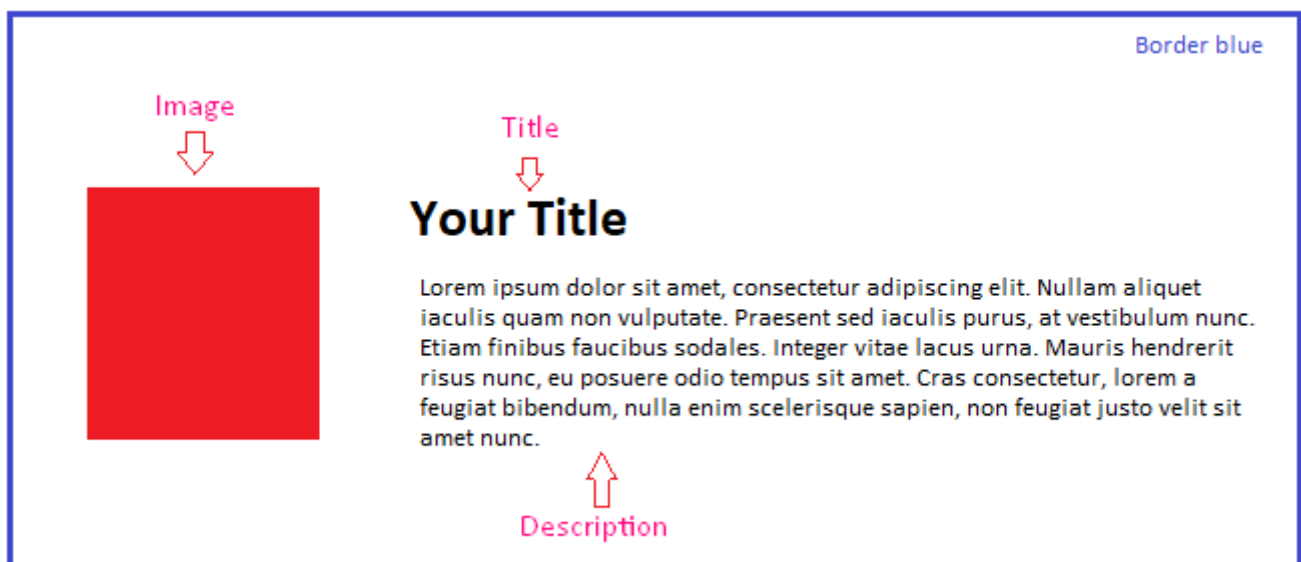 Border blue
Image
Title
Your Title
Lorem ipsum dolor sit amet, consectetur adipiscing elit. Nullam aliquet
iaculis quam non vulputate. Praesent sed iaculis purus, at vestibulum nunc.
Etiam finibus faucibus sodales. Integer vitae lacus urna. Mauris hendrerit
risus nunc, eu posuere odio tempus sit amet. Cras consectetur, lorem a
feugiat bibendum, nulla enim scelerisque sapien, non feugiat justo velit sit
amet nunc.
Description